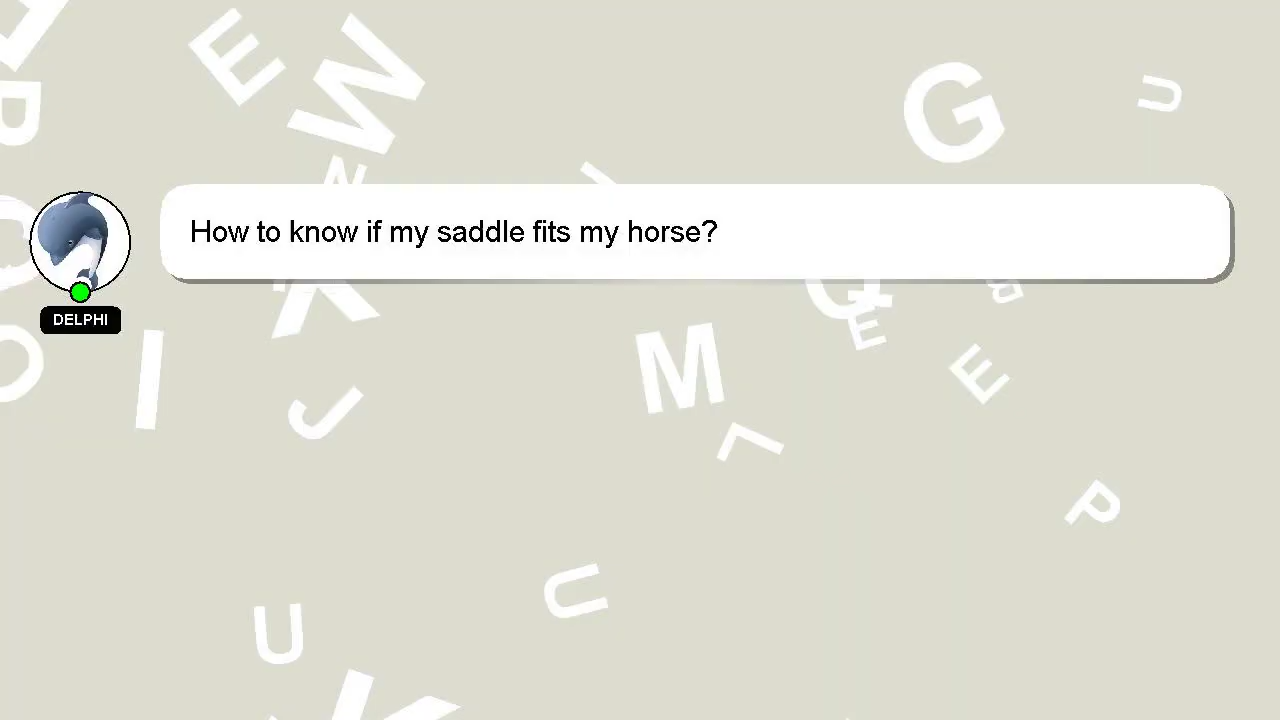 E
W
G
U
B
N
I
How to know if my saddle fits my horse?
DELPHI
X
Q
B
E
I
M
E
J
L
P
U
U
K